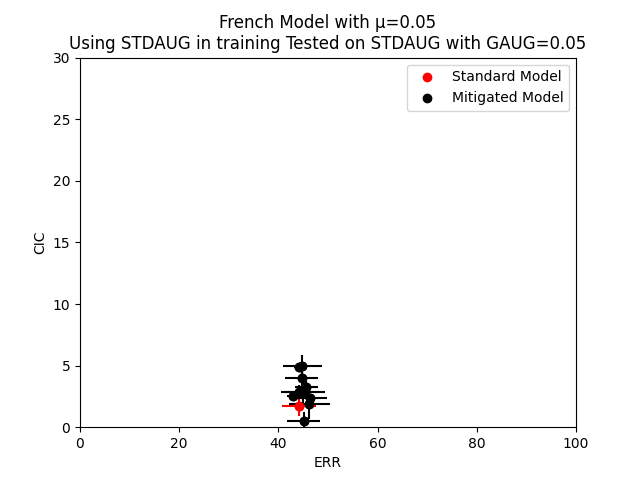 French Model with μ=0.05
Using STDAUG in training Tested on STDAUG with GAUG=0.05
Standard Model
Mitigated Model
30
25
20
15
10
5
0
CIC
0 20 40 60 80 100
ERR